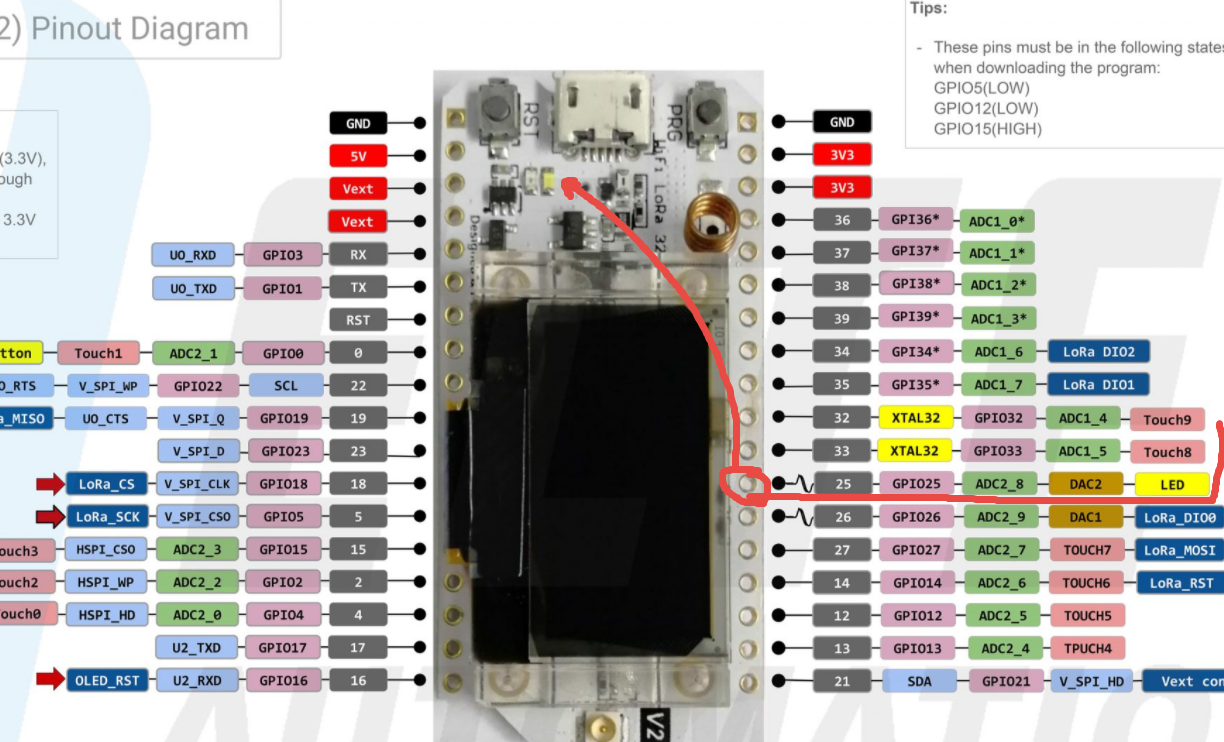 2) Pinout Diagram
Tips:
- These pins must be in the following states
when downloading the program:
GPIO5(LOW)
GPIO12(LOW)
GPIO15(HIGH)
(3.3V),
ough
3.3V
RST
PRG
HiFi LoRa 32
V2
GND
5V
Vext
Vext
UO_RXD GPIO3 RX
UO_TXD GPIO1 TX
RST
tton Touch1 ADC2_1 GPIO0 0
O_RTS V_SPI_WP GPIO22 SCL 22
a_MISO UO_CTS V_SPI_Q GPIO19 19
V_SPI_D GPIO23 23
LoRa_CS V_SPI_CLK GPIO18 18
LoRa_SCK V_SPI_CSO GPIO5 5
ouch3 HSPI_CSO ADC2_3 GPIO15 15
ouch2 HSPI_WP ADC2_2 GPIO2 2
ouch0 HSPI_HD ADC2_0 GPIO4 4
U2_TXD GPIO17 17
OLED_RST U2_RXD GPIO16 16
GND
3V3
3V3
36 GPI36* ADC1_0*
37 GPI37* ADC1_1*
38 GPI38* ADC1_2*
39 GPI39* ADC1_3*
34 GPI34* ADC1_6 LoRa DIO2
35 GPI35* ADC1_7 LoRa DIO1
32 XTAL32 GPIO32 ADC1_4 Touch9
33 XTAL32 GPIO33 ADC1_5 Touch8
25 GPIO25 ADC2_8 DAC2 LED
26 GPIO26 ADC2_9 DAC1 LoRa_DIO0
27 GPIO27 ADC2_7 TOUCH7 LoRa_MOSI
14 GPIO14 ADC2_6 TOUCH6 LoRa_RST
12 GPIO12 ADC2_5 TOUCH5
13 GPIO13 ADC2_4 TPUCH4
21 SDA GPIO21 V_SPI_HD Vext con